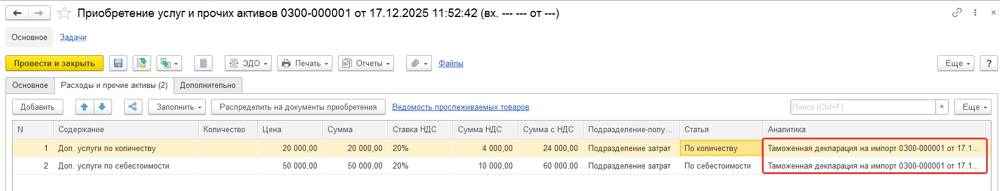 Приобретение услуг и прочих активов 0300-000001 от 17.12.2025 11:52:42 (вх. --- --- от ---)
Основное Задачи
Провести и закрыть ЭДО Печать Отчеты Файлы Еще ?
Основное Расходы и прочие активы (2) Дополнительно
Добавить Заполнить Распределить на документы приобретения Ведомость прослеживаемых товаров Поиск (Ctrl+F) × Еще
N Содержание Количество Цена Сумма Ставка НДС Сумма НДС Сумма с НДС Подразделение-полу... Статья Аналитика
1 Доп. услуги по количеству 20 000,00 20 000,00 20% 4 000,00 24 000,00 Подразделение затрат По количеству Таможенная декларация на импорт 0300-000001 от 17.1...
2 Доп. услуги по себестоимости 50 000,00 50 000,00 20% 10 000,00 60 000,00 Подразделение затрат По себестоимости Таможенная декларация на импорт 0300-000001 от 17.1...